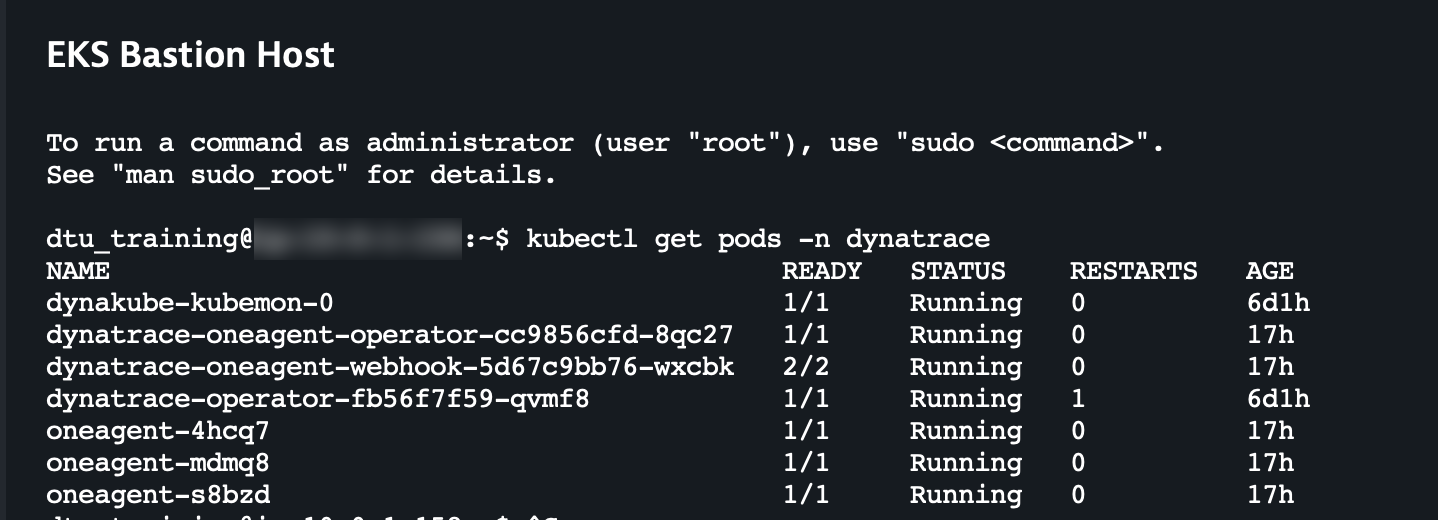 EKS Bastion Host
To run a command as administrator (user "root"), use "sudo <command>".
See "man sudo_root" for details.
dtu_training@ :~$ kubectl get pods -n dynatrace
NAME READY STATUS RESTARTS AGE
dynakube-kubemon-0 1/1 Running 0 6d1h
dynatrace-oneagent-operator-cc9856cfd-8qc27 1/1 Running 0 17h
dynatrace-oneagent-webhook-5d67c9bb76-wxcbk 2/2 Running 0 17h
dynatrace-operator-fb56f7f59-qvmf8 1/1 Running 1 6d1h
oneagent-4hcq7 1/1 Running 0 17h
oneagent-mdmq8 1/1 Running 0 17h
oneagent-s8bzd 1/1 Running 0 17h